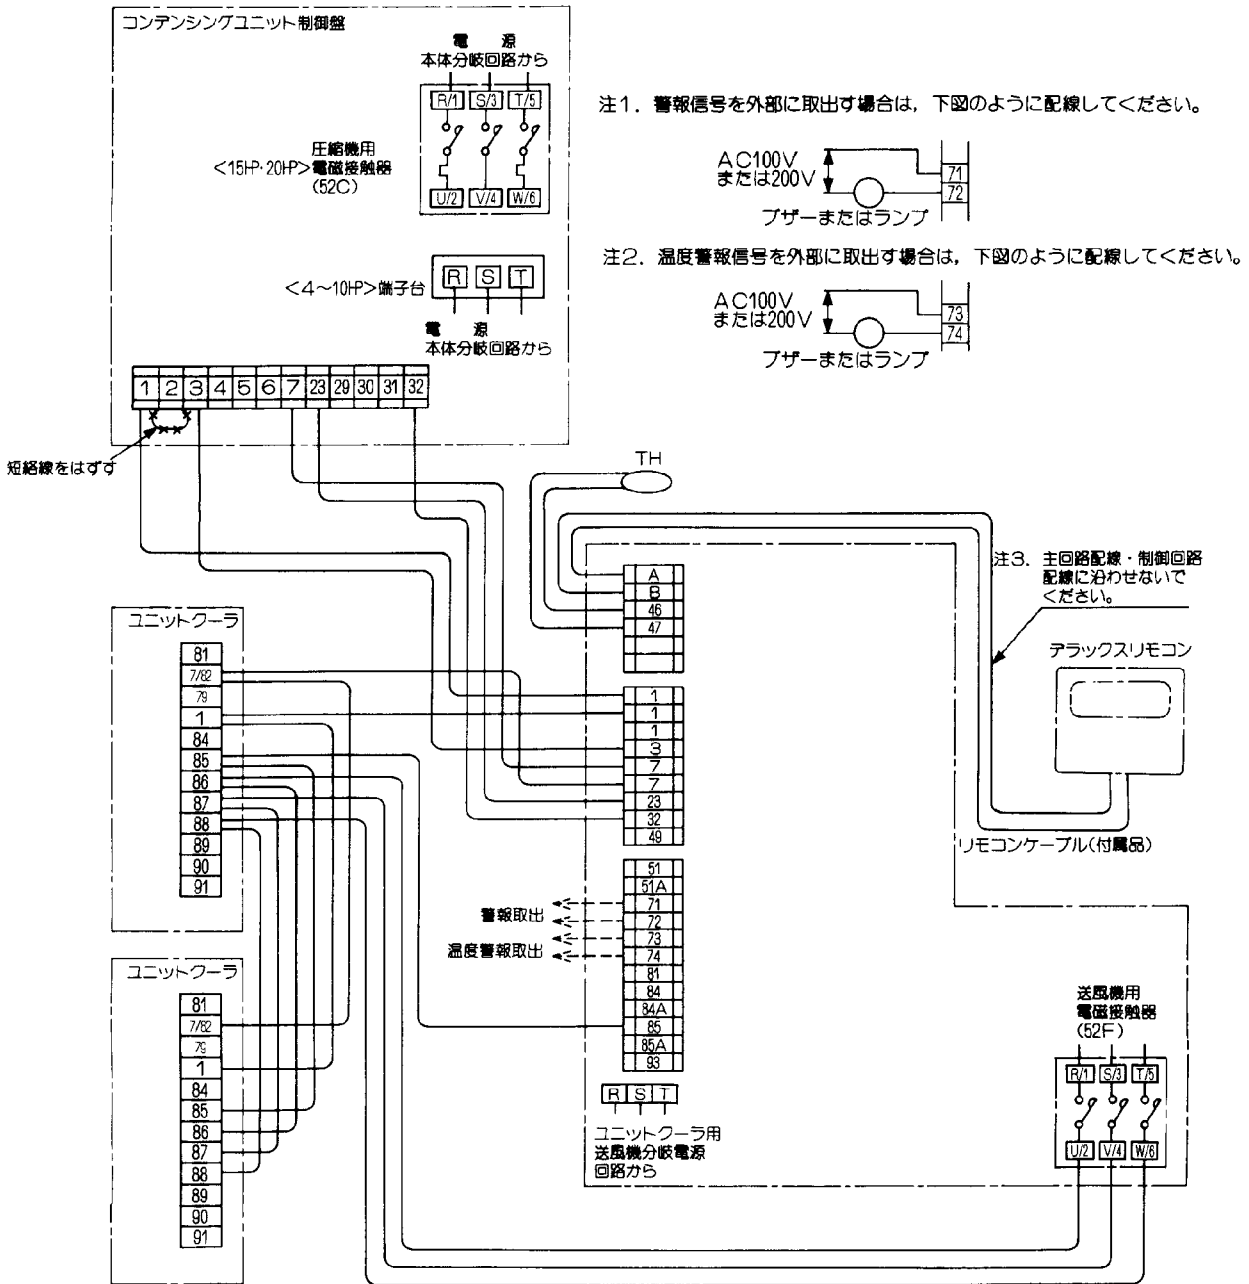 コンデンシングユニット制御盤
電 源
本体分岐回路から
R/1 S/3 T/5
圧縮機用
<15HP・20HP>電磁接触器
(52C)
U/2 V/4 W/6
<4～10HP>端子台
R S T
電 源
本体分岐回路から
1 2 3 4 5 6 7 23 29 30 31 32
短絡線をはずす
注1. 警報信号を外部に取出す場合は，下図のように配線してください。
AC100V
または200V
71
72
ブザーまたはランプ
注2. 温度警報信号を外部に取出す場合は，下図のように配線してください。
AC100V
または200V
73
74
ブザーまたはランプ
TH
注3. 主回路配線・制御回路
配線に沿わせないで
ください。
デラックスリモコン
リモコンケーブル(付属品)
A
B
46
47
1
1
1
3
7
7
23
32
49
51
51A
71
72
73
74
81
84
84A
85
85A
93
警報取出
温度警報取出
R S T
ユニットクーラ用
送風機分岐電源
回路から
ユニットクーラ
81
7/82
79
1
84
85
86
87
88
89
90
91
ユニットクーラ
81
7/82
79
1
84
85
86
87
88
89
90
91
送風機用
電磁接触器
(52F)
R/1 S/3 T/5
U/2 V/4 W/6